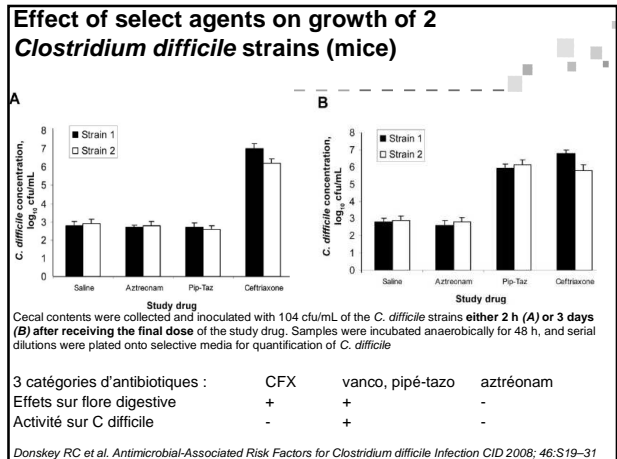 Effect of select agents on growth of 2
Clostridium difficile strains (mice)
A
8
7
6
5
4
3
2
1
0
C. difficile concentration,
log10 cfu/mL
Strain 1
Strain 2
Saline Aztreonam Pip-Taz Ceftriaxone
Study drug
B
8
7
6
5
4
3
2
1
0
C. difficile concentration,
log10 cfu/mL
Strain 1
Strain 2
Saline Aztreonam Pip-Taz Ceftriaxone
Study drug
Cecal contents were collected and inoculated with 104 cfu/mL of the C. difficile strains either 2 h (A) or 3 days
(B) after receiving the final dose of the study drug. Samples were incubated anaerobically for 48 h, and serial
dilutions were plated onto selective media for quantification of C. difficile
3 catégories d'antibiotiques : CFX vanco, pipé-tazo aztréonam
Effets sur flore digestive + + -
Activité sur C difficile - + -
Donskey RC et al. Antimicrobial-Associated Risk Factors for Clostridium difficile Infection CID 2008; 46:S19–31